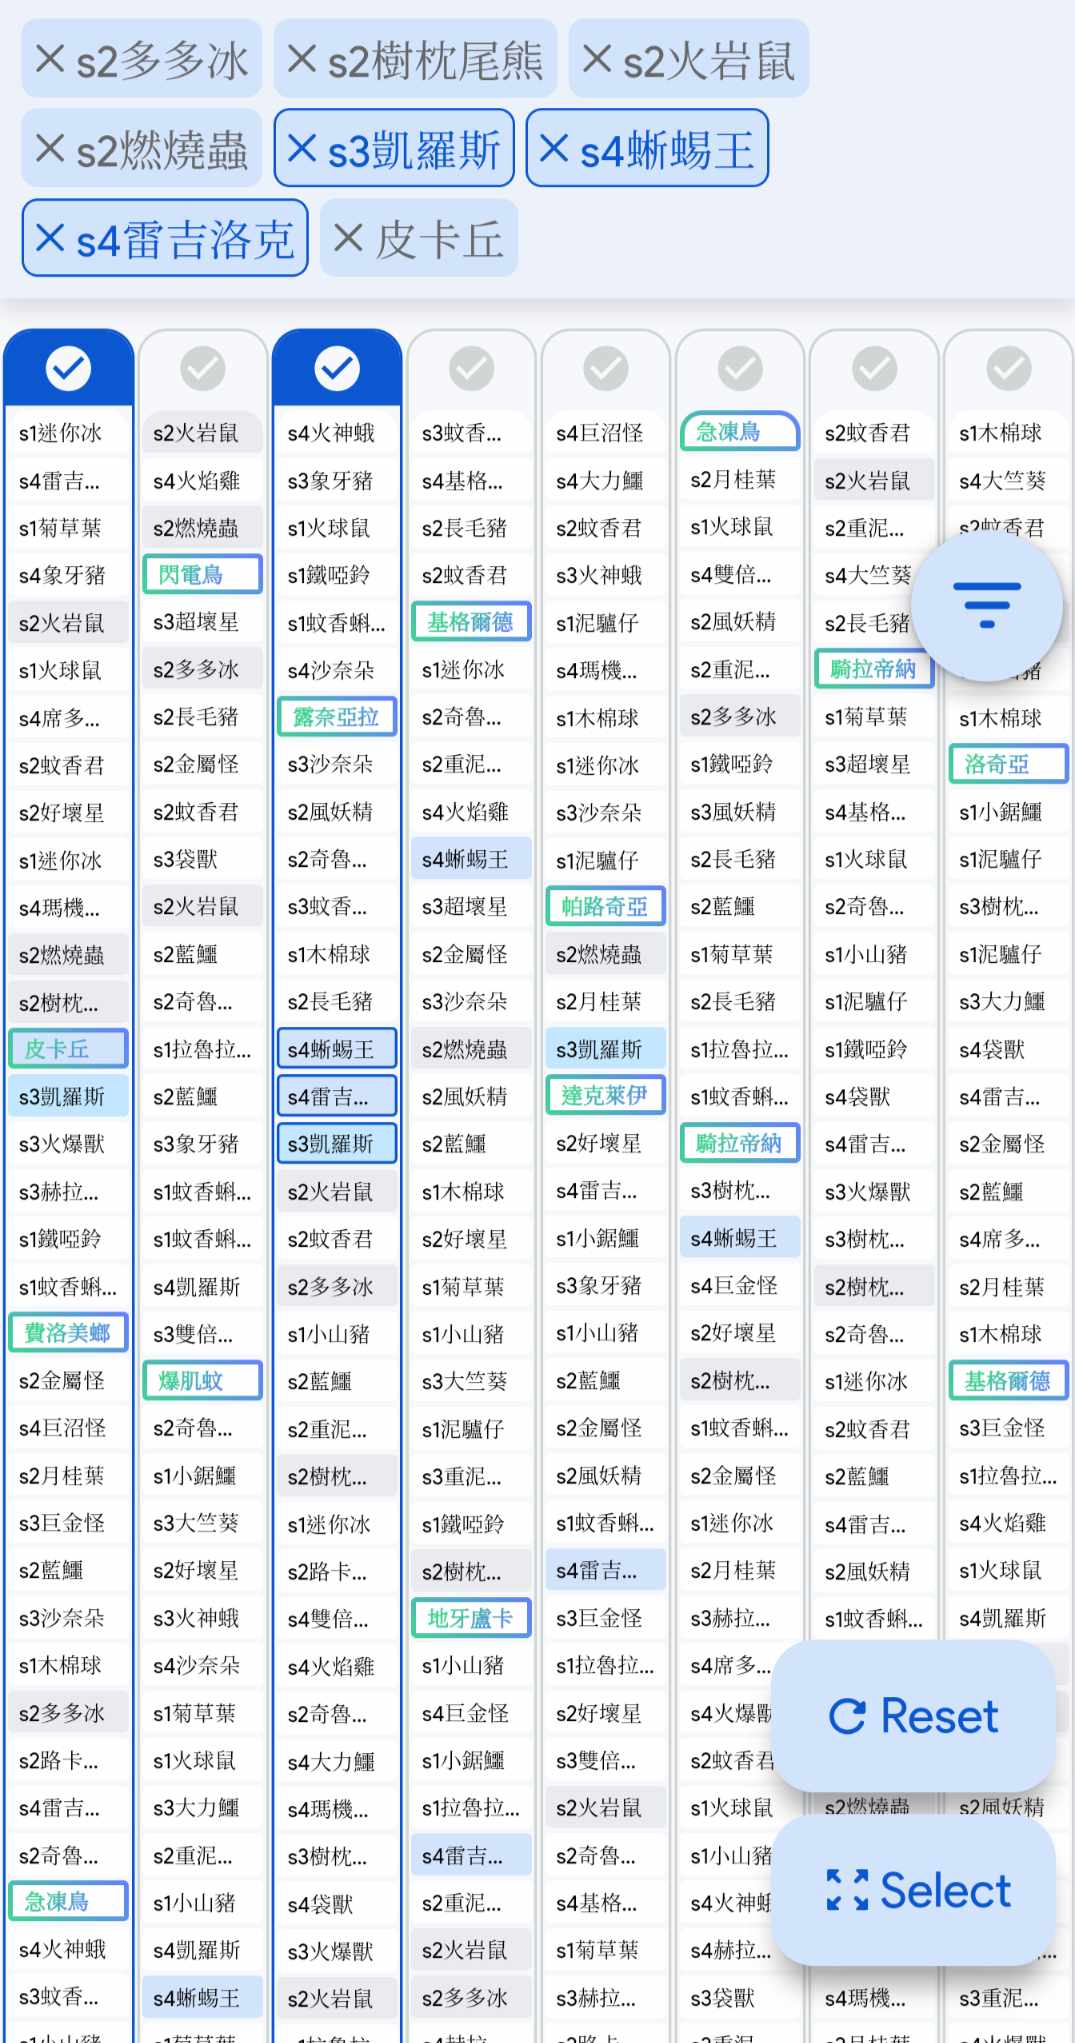 s2多多冰
s2樹枕尾熊
s2火岩鼠
s2燃燒蟲
s3凱羅斯
s4蜥蜴王
s4雷吉洛克
皮卡丘
s1迷你冰
s4雷吉...
s1菊草葉
s4象牙豬
s2火岩鼠
s1火球鼠
s4席多...
s2蚊香君
s2好壞星
s1迷你冰
s4瑪機...
s2燃燒蟲
s2樹枕...
皮卡丘
s3凱羅斯
s3火爆獸
s3赫拉...
s1鐵啞鈴
s1蚊香蝌...
費洛美螂
s2金屬怪
s4巨沼怪
s2月桂葉
s3巨金怪
s2藍鱷
s3沙奈朵
s1木棉球
s2多多冰
s2路卡...
s4雷吉...
s2奇魯...
急凍鳥
s4火神蛾
s3蚊香...
s1小山豬
s2火岩鼠
s4火焰雞
s2燃燒蟲
閃電鳥
s3超壞星
s2多多冰
s2長毛豬
s2金屬怪
s2蚊香君
s3袋獸
s2火岩鼠
s2藍鱷
s2奇魯...
s1拉魯拉...
s2藍鱷
s3象牙豬
s1蚊香蝌...
s1蚊香蝌...
s4凱羅斯
s3雙倍...
爆肌蚊
s2奇魯...
s1小鋸鱷
s3大竺葵
s2好壞星
s3火神蛾
s4沙奈朵
s1菊草葉
s1火球鼠
s3大力鱷
s2重泥...
s1小山豬
s4凱羅斯
s4蜥蜴王
s1菊草葉
s4火神蛾
s3象牙豬
s1火球鼠
s1鐵啞鈴
s1蚊香蝌...
s4沙奈朵
露奈亞拉
s3沙奈朵
s2風妖精
s2奇魯...
s3蚊香...
s1木棉球
s2長毛豬
s4蜥蜴王
s4雷吉...
s3凱羅斯
s2火岩鼠
s2蚊香君
s2多多冰
s1小山豬
s2藍鱷
s2重泥...
s2樹枕...
s1迷你冰
s2路卡...
s4雙倍...
s4火焰雞
s2奇魯...
s4大力鱷
s4瑪機...
s3樹枕...
s4袋獸
s3火爆獸
s2火岩鼠
s1拉魯拉...
s3蚊香...
s4基格...
s2長毛豬
s2蚊香君
基格爾德
s1迷你冰
s2奇魯...
s2重泥...
s4火焰雞
s4蜥蜴王
s3超壞星
s2金屬怪
s3沙奈朵
s2燃燒蟲
s2風妖精
s2藍鱷
s1木棉球
s2好壞星
s1菊草葉
s1小山豬
s3大竺葵
s1泥驢仔
s3重泥...
s1鐵啞鈴
s2樹枕...
地牙盧卡
s1小山豬
s4巨金怪
s1小鋸鱷
s1拉魯拉...
s4雷吉...
s2重泥...
s2火岩鼠
s2多多冰
s4赫拉...
s4巨沼怪
s4大力鱷
s2蚊香君
s3火神蛾
s1泥驢仔
s4瑪機...
s1木棉球
s1迷你冰
s3沙奈朵
s1泥驢仔
帕路奇亞
s2燃燒蟲
s2月桂葉
s3凱羅斯
達克萊伊
s2好壞星
s4雷吉...
s1小鋸鱷
s3象牙豬
s1小山豬
s2藍鱷
s2金屬怪
s2風妖精
s1蚊香蝌...
s4雷吉...
s3巨金怪
s1拉魯拉...
s2好壞星
s3雙倍...
s2火岩鼠
s2奇魯...
s4基格...
s1菊草葉
s3赫拉...
s2路卡...
急凍鳥
s2月桂葉
s1火球鼠
s4雙倍...
s2風妖精
s2重泥...
s2多多冰
s1鐵啞鈴
s3風妖精
s2長毛豬
s2藍鱷
s1菊草葉
s2長毛豬
s1拉魯拉...
s1蚊香蝌...
騎拉帝納
s3樹枕...
s4蜥蜴王
s4巨金怪
s2好壞星
s2樹枕...
s1蚊香蝌...
s2金屬怪
s1迷你冰
s2月桂葉
s3赫拉...
s4席多...
s4火爆獸
s2蚊香君
s1火球鼠
s1小山豬
s4火神蛾
s4赫拉...
s3袋獸
s2重泥...
s2蚊香君
s2火岩鼠
s2重泥...
s4大竺葵
s2長毛豬
騎拉帝納
s1菊草葉
s3超壞星
s4基格...
s1火球鼠
s2奇魯...
s1小山豬
s1泥驢仔
s1鐵啞鈴
s4袋獸
s4雷吉...
s3火爆獸
s3樹枕...
s2樹枕...
s2奇魯...
s1迷你冰
s2蚊香君
s2藍鱷
s4雷吉...
s2風妖精
s1蚊香蝌...
s2燃燒蟲
s4瑪機...
s2月桂葉
s1木棉球
s4大竺葵
s2蚊香君
s1木棉球
洛奇亞
s1小鋸鱷
s1泥驢仔
s3樹枕...
s1泥驢仔
s3大力鱷
s4袋獸
s4雷吉...
s2金屬怪
s2藍鱷
s4席多...
s2月桂葉
s1木棉球
基格爾德
s3巨金怪
s1拉魯拉...
s4火焰雞
s1火球鼠
s4凱羅斯
s2風妖精
s3重泥...
s4火爆獸
Reset
Select